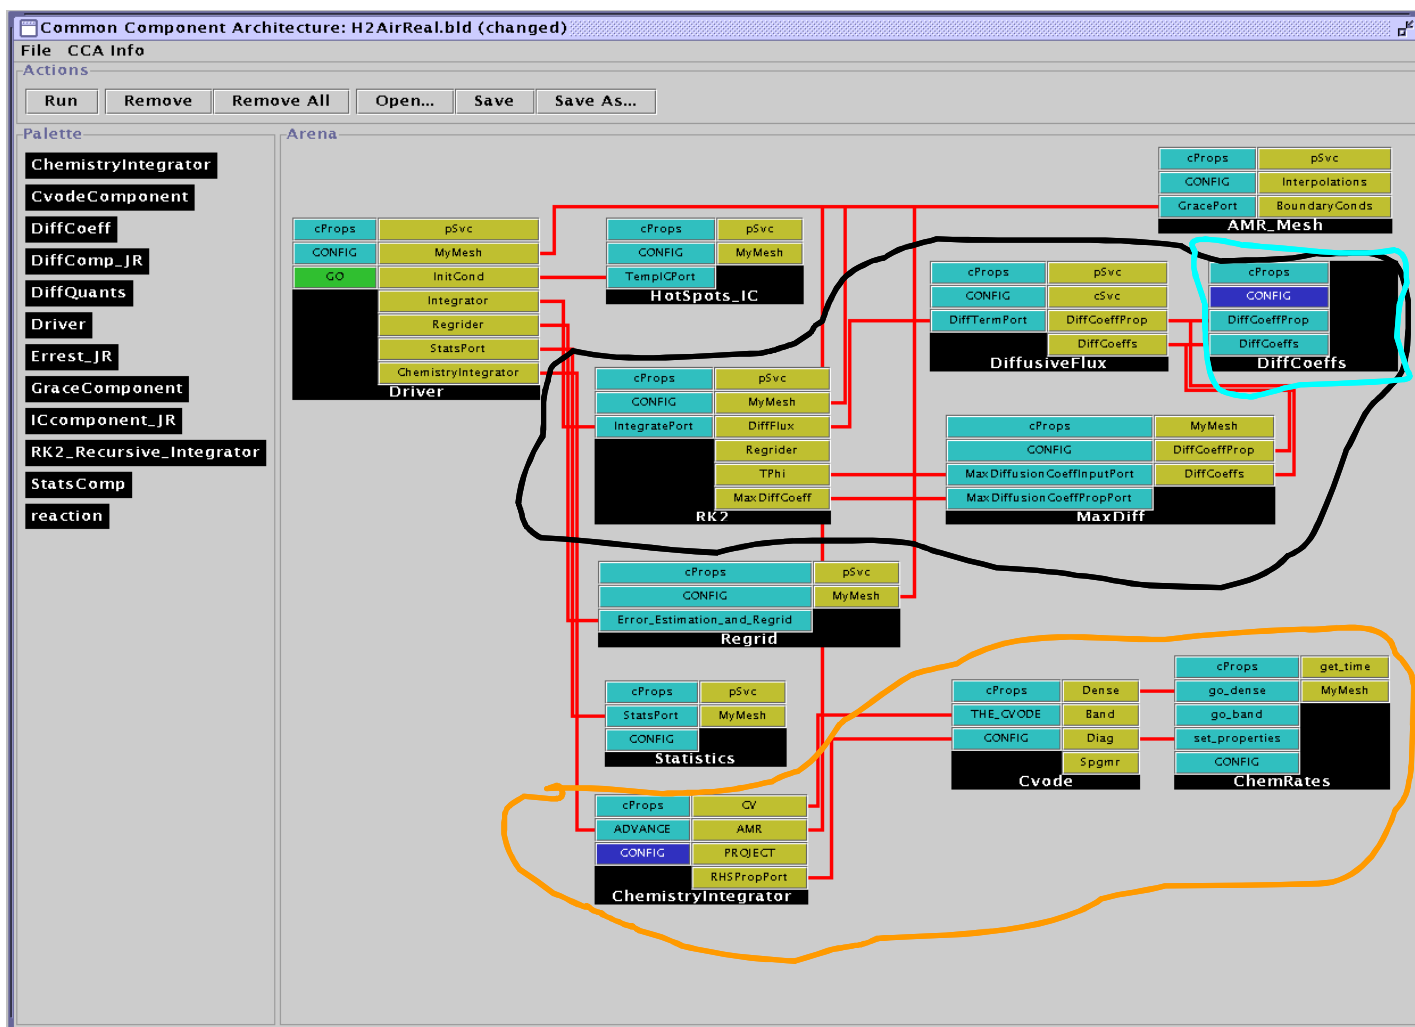 Common Component Architecture: H2AirReal.bld (changed)
File CCA Info
Actions
Run Remove Remove All Open... Save Save As...
Palette
ChemistryIntegrator
CvodeComponent
DiffCoeff
DiffComp_JR
DiffQuants
Driver
Errest_JR
GraceComponent
ICcomponent_JR
RK2_Recursive_Integrator
StatsComp
reaction
Arena
cProps pSvc
CONFIG Interpolations
GracePort BoundaryConds
AMR_Mesh
cProps pSvc
CONFIG MyMesh
GO InitCond
Integrator
Regrider
StatsPort
ChemistryIntegrator
Driver
cProps pSvc
CONFIG MyMesh
TempICPort
HotSpots_IC
cProps pSvc
CONFIG cSvc
DiffTermPort DiffCoeffProp
DiffCoeffs
DiffusiveFlux
cProps
CONFIG
DiffCoeffProp
DiffCoeffs
DiffCoeffs
cProps pSvc
CONFIG MyMesh
IntegratePort DiffFlux
Regrider
TPhi
MaxDiffCoeff
RK2
cProps MyMesh
CONFIG DiffCoeffProp
MaxDiffusionCoeffInputPort DiffCoeffs
MaxDiffusionCoeffPropPort
MaxDiff
cProps pSvc
CONFIG MyMesh
Error_Estimation_and_Regrid
Regrid
cProps pSvc
StatsPort MyMesh
CONFIG
Statistics
cProps Dense
THE_CVODE Band
CONFIG Diag
Spgmr
Cvode
cProps get_time
go_dense MyMesh
go_band
set_properties
CONFIG
ChemRates
cProps CV
ADVANCE AMR
CONFIG PROJECT
RHSPropPort
ChemistryIntegrator